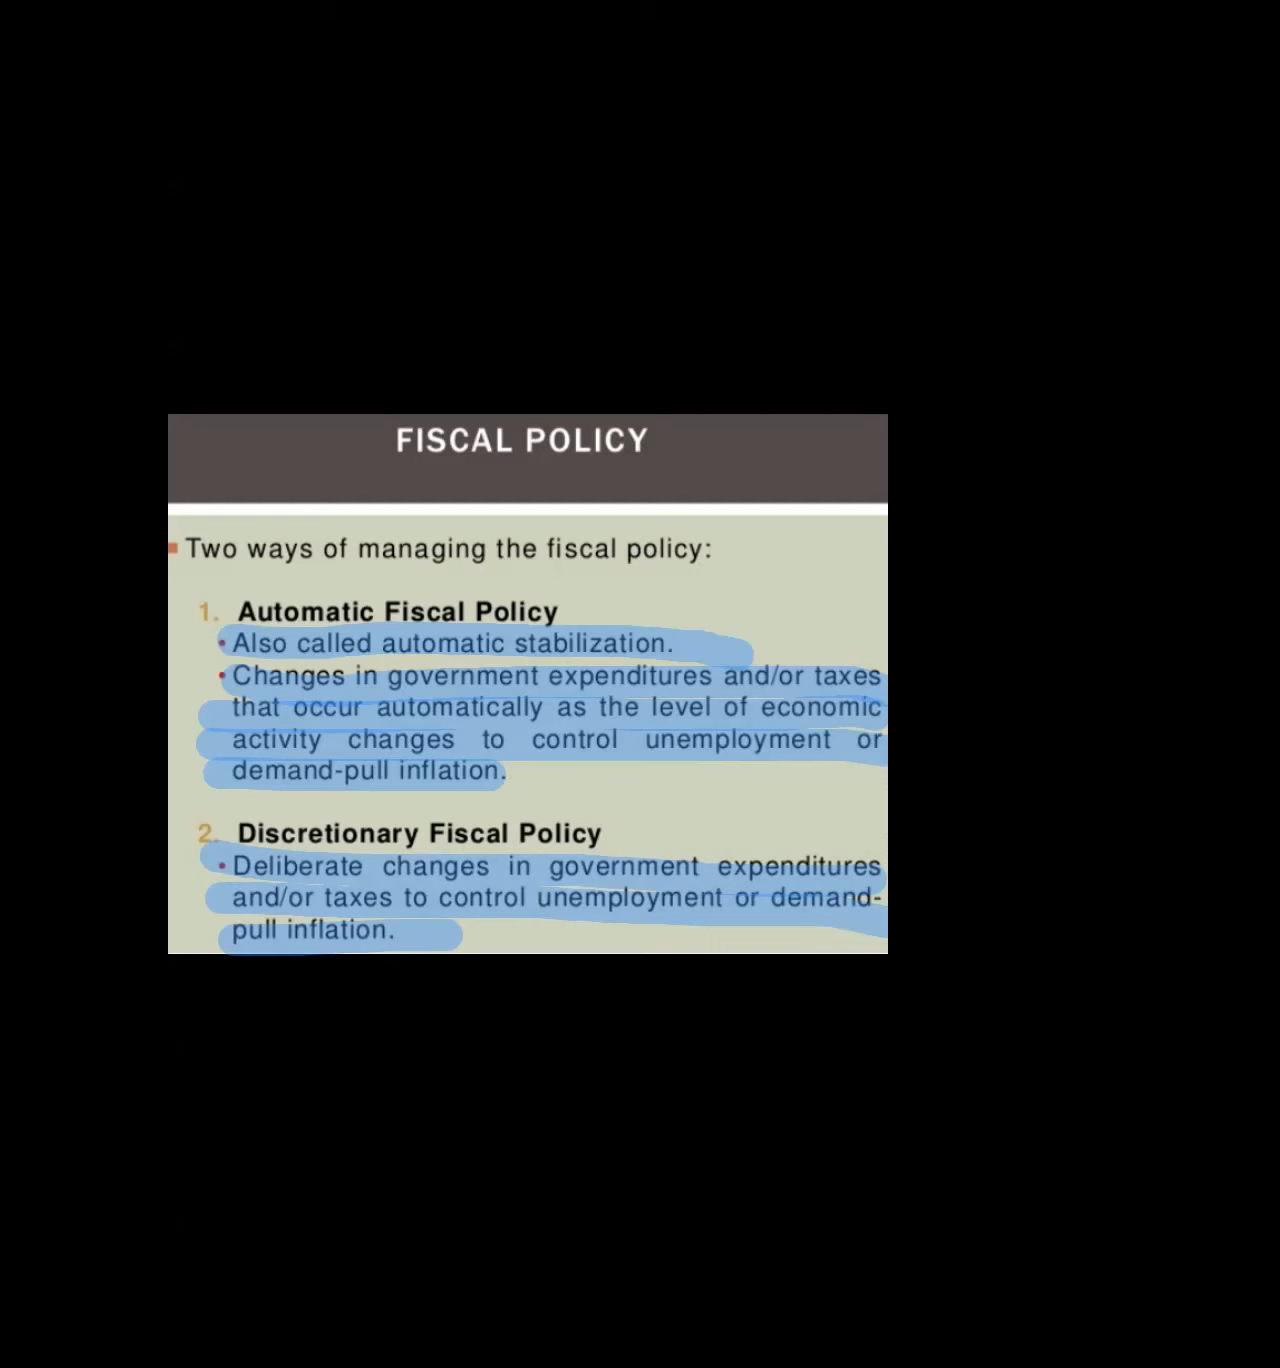 FISCAL POLICY
Two ways of managing the fiscal policy:
1. Automatic Fiscal Policy
• Also called automatic stabilization.
• Changes in government expenditures and/or taxes
that occur automatically as the level of economic
activity changes to control unemployment or
demand-pull inflation.
2. Discretionary Fiscal Policy
• Deliberate changes in government expenditures
and/or taxes to control unemployment or demand-
pull inflation.